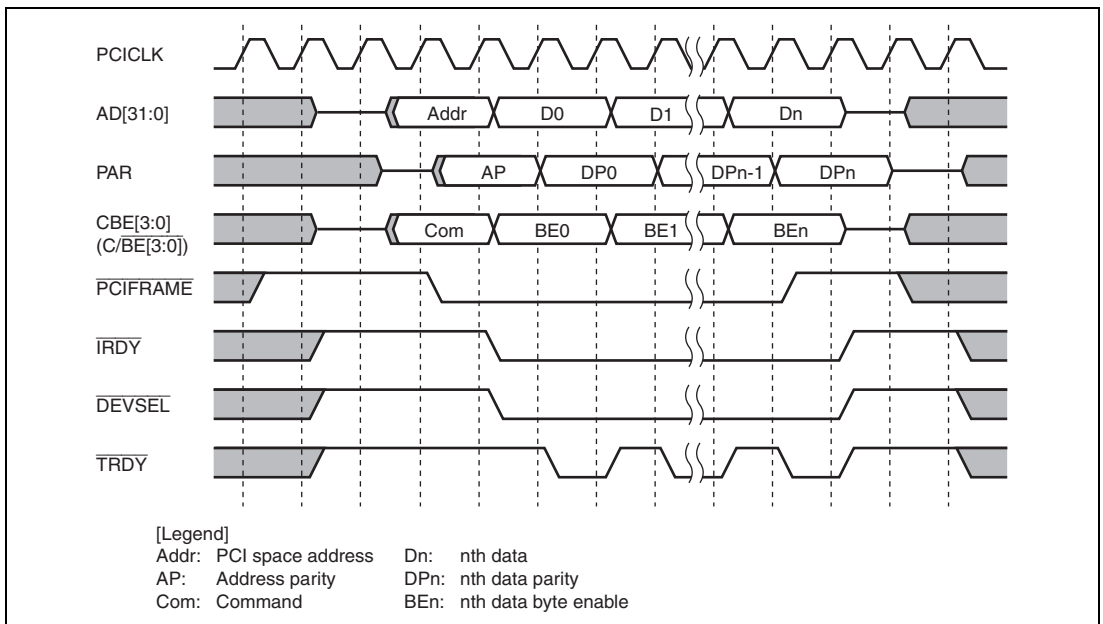 PCICLK
AD[31:0] Addr D0 D1 Dn
PAR AP DP0 DPn-1 DPn
CBE[3:0]
(C/BE[3:0]) Com BE0 BE1 BEn
PCIFRAME
IRDY
DEVSEL
TRDY
[Legend]
Addr: PCI space address Dn: nth data
AP: Address parity DPn: nth data parity
Com: Command BEn: nth data byte enable